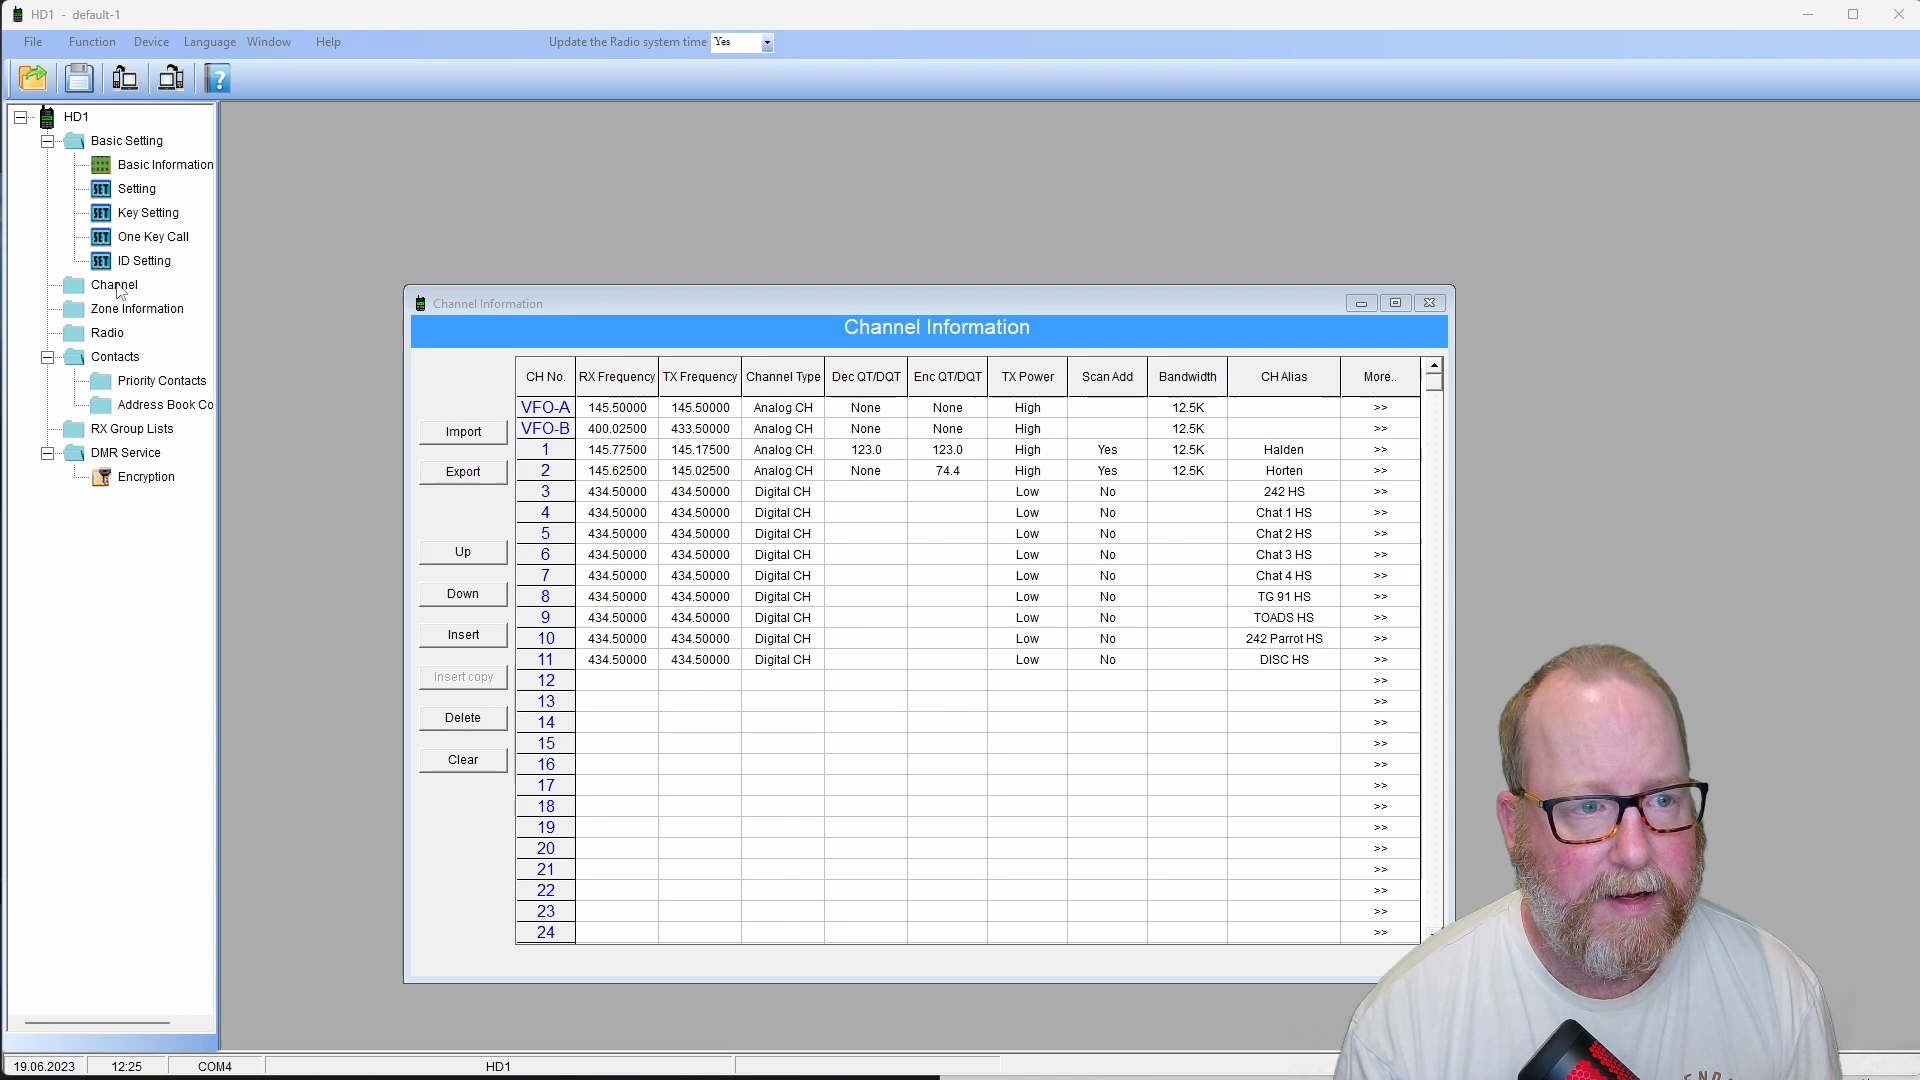 HD1 - default-1
File Function Device Language Window Help Update the Radio system time Yes
HD1
Basic Setting
Basic Information
SET Setting
SET Key Setting
SET One Key Call
SET ID Setting
Channel
Zone Information
Radio
Contacts
Priority Contacts
Address Book Co
RX Group Lists
DMR Service
Encryption
Channel Information
Channel Information
Import
Export
Up
Down
Insert
Insert copy
Delete
Clear
CH No. RX Frequency TX Frequency Channel Type Dec QT/DQT Enc QT/DQT TX Power Scan Add Bandwidth CH Alias More..
VFO-A 145.50000 145.50000 Analog CH None None High 12.5K >>
VFO-B 400.02500 433.50000 Analog CH None None High 12.5K >>
1 145.77500 145.17500 Analog CH 123.0 123.0 High Yes 12.5K Halden >>
2 145.62500 145.02500 Analog CH None 74.4 High Yes 12.5K Horten >>
3 434.50000 434.50000 Digital CH Low No 242 HS >>
4 434.50000 434.50000 Digital CH Low No Chat 1 HS >>
5 434.50000 434.50000 Digital CH Low No Chat 2 HS >>
6 434.50000 434.50000 Digital CH Low No Chat 3 HS >>
7 434.50000 434.50000 Digital CH Low No Chat 4 HS >>
8 434.50000 434.50000 Digital CH Low No TG 91 HS >>
9 434.50000 434.50000 Digital CH Low No TOADS HS >>
10 434.50000 434.50000 Digital CH Low No 242 Parrot HS >>
11 434.50000 434.50000 Digital CH Low No DISC HS >>
12 >>
13 >>
14 >>
15 >>
16 >>
17 >>
18 >>
19 >>
20 >>
21 >>
22 >>
23 >>
24 >>
19.06.2023 12:25 COM4 HD1